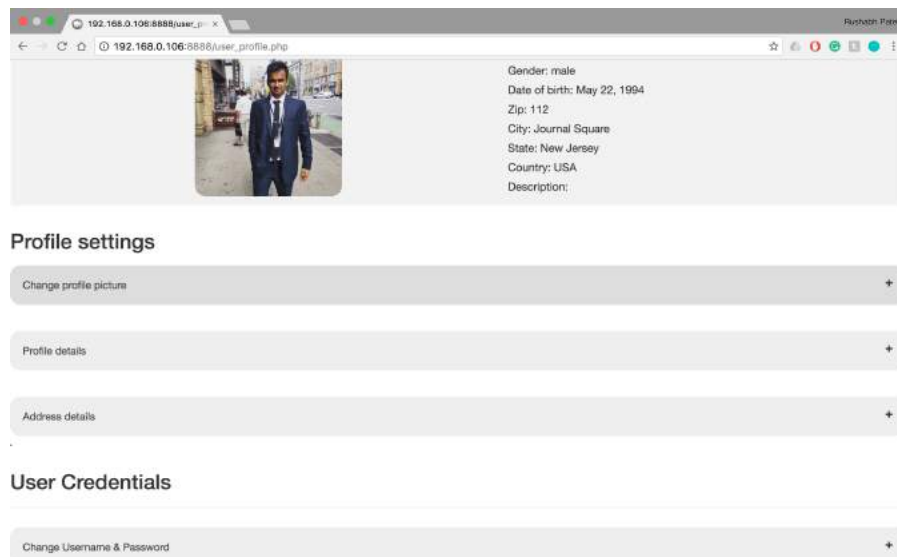 192.168.0.106:8888/user_pr
192.168.0.106:8888/user_profile.php
Gender: male
Date of birth: May 22, 1994
Zip: 112
City: Journal Square
State: New Jersey
Country: USA
Description:
Profile settings
Change profile picture +
Profile details +
Address details +
User Credentials
Change Username & Password +